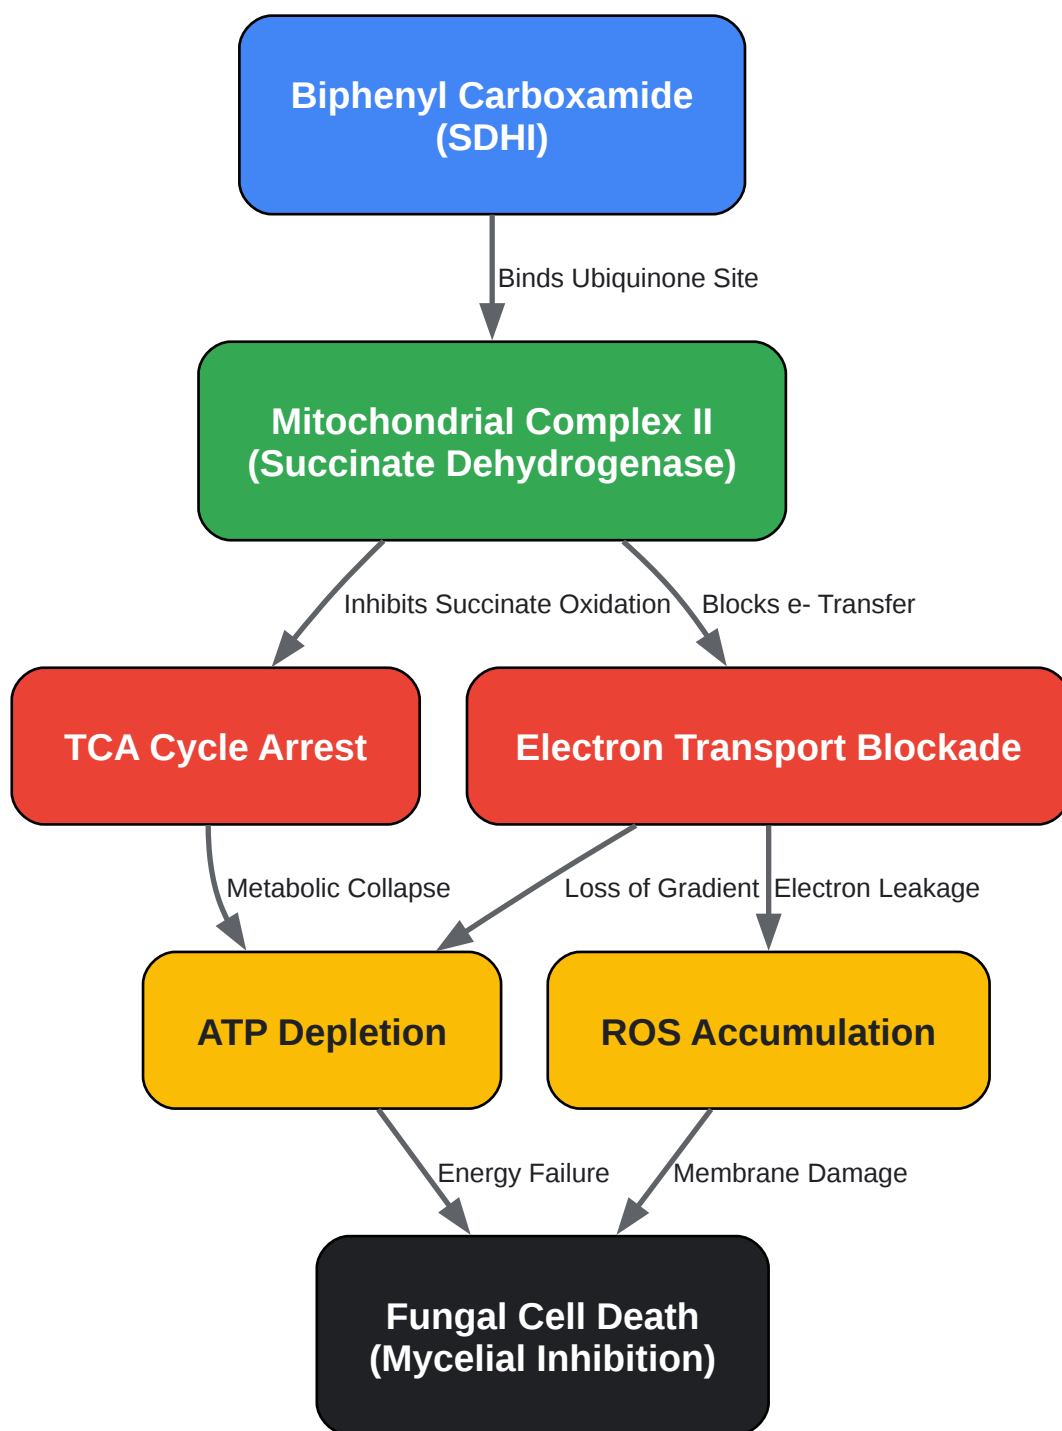 Biphenyl Carboxamide
(SDHI)
Binds Ubiquinone Site
Mitochondrial Complex II
(Succinate Dehydrogenase)
Inhibits Succinate Oxidation
Blocks e- Transfer
TCA Cycle Arrest
Electron Transport Blockade
Metabolic Collapse
Loss of Gradient
Electron Leakage
ATP Depletion
ROS Accumulation
Energy Failure
Membrane Damage
Fungal Cell Death
(Mycelial Inhibition)